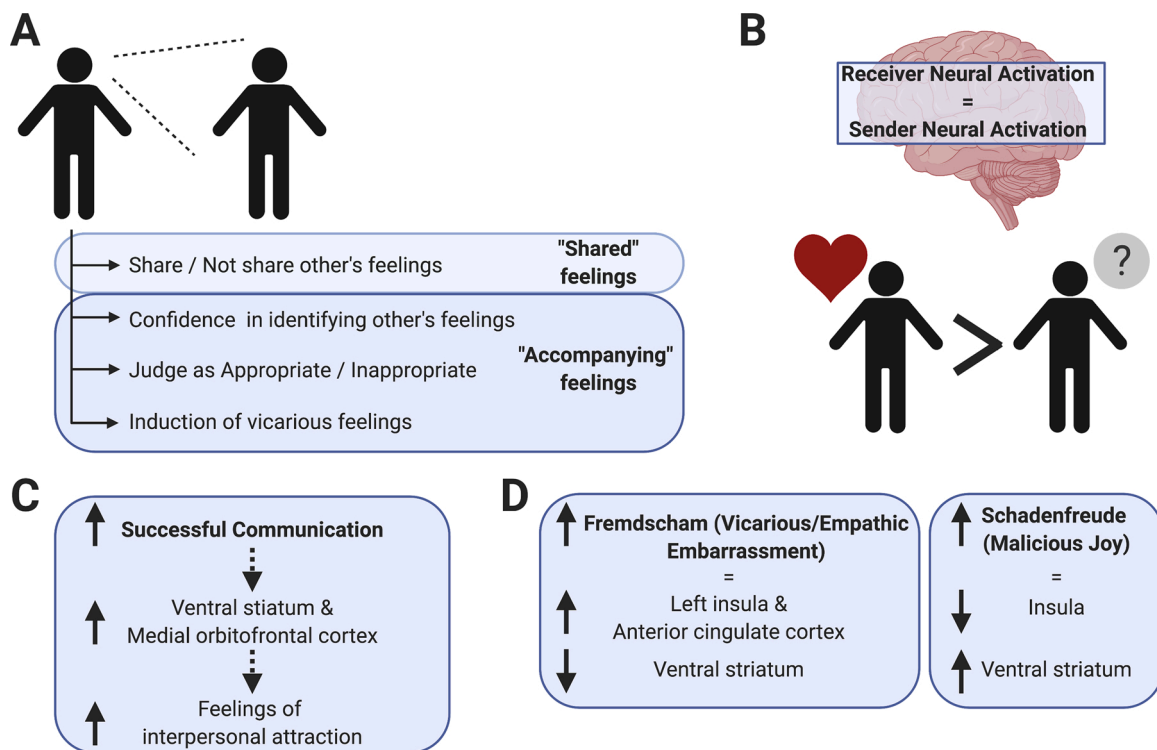 A
Share / Not share other's feelings
"Shared"
feelings
Confidence in identifying other's feelings
Judge as Appropriate / Inappropriate
Induction of vicarious feelings
"Accompanying"
feelings
B
Receiver Neural Activation
=
Sender Neural Activation
?
>
C
Successful Communication
Ventral stiatum &
Medial orbitofrontal cortex
Feelings of
interpersonal attraction
D
Fremdscham (Vicarious/Empathic
Embarrassment)
=
Left insula &
Anterior cingulate cortex
Ventral striatum
Schadenfreude
(Malicious Joy)
=
Insula
Ventral striatum